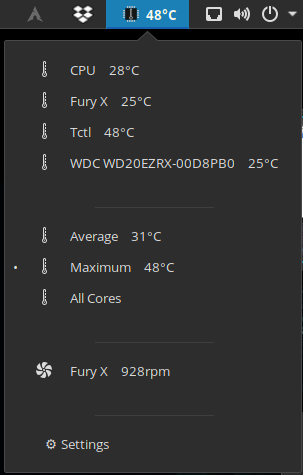 48°C
CPU 28°C
Fury X 25°C
Tctl 48°C
WDC WD20EZRX-00D8PB0 25°C
Average 31°C
Maximum 48°C
All Cores
Fury X 928rpm
Settings